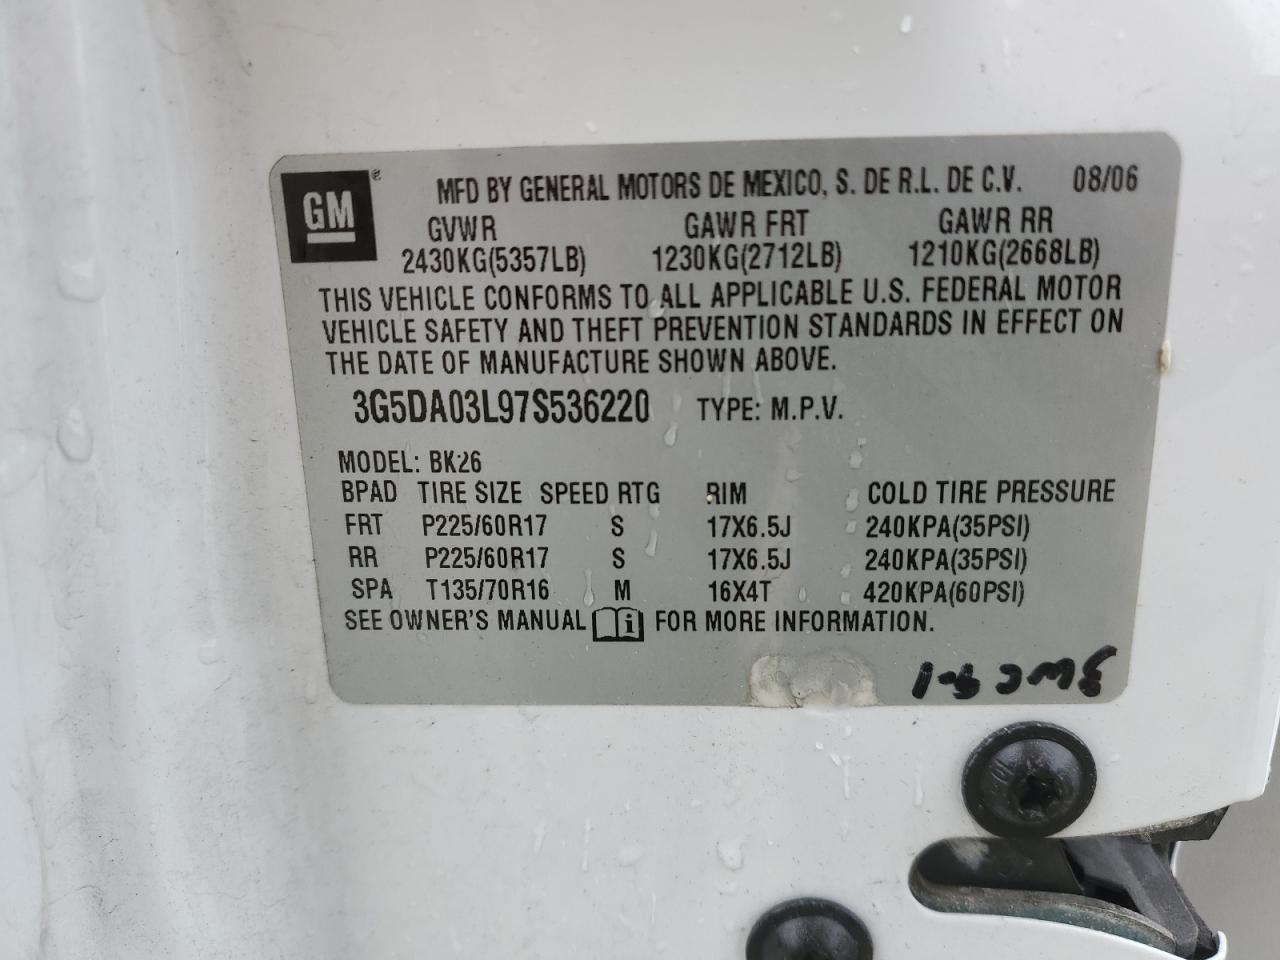 GM® MFD BY GENERAL MOTORS DE MEXICO, S. DE R.L. DE C.V. 08/06
GVWR GAWR FRT GAWR RR
2430KG(5357LB) 1230KG(2712LB) 1210KG(2668LB)
THIS VEHICLE CONFORMS TO ALL APPLICABLE U.S. FEDERAL MOTOR
VEHICLE SAFETY AND THEFT PREVENTION STANDARDS IN EFFECT ON
THE DATE OF MANUFACTURE SHOWN ABOVE.
3G5DA03L97S536220 TYPE: M.P.V.
MODEL: BK26
BPAD TIRE SIZE SPEED RTG RIM COLD TIRE PRESSURE
FRT P225/60R17 S 17X6.5J 240KPA(35PSI)
RR P225/60R17 S 17X6.5J 240KPA(35PSI)
SPA T135/70R16 M 16X4T 420KPA(60PSI)
SEE OWNER'S MANUAL i FOR MORE INFORMATION.